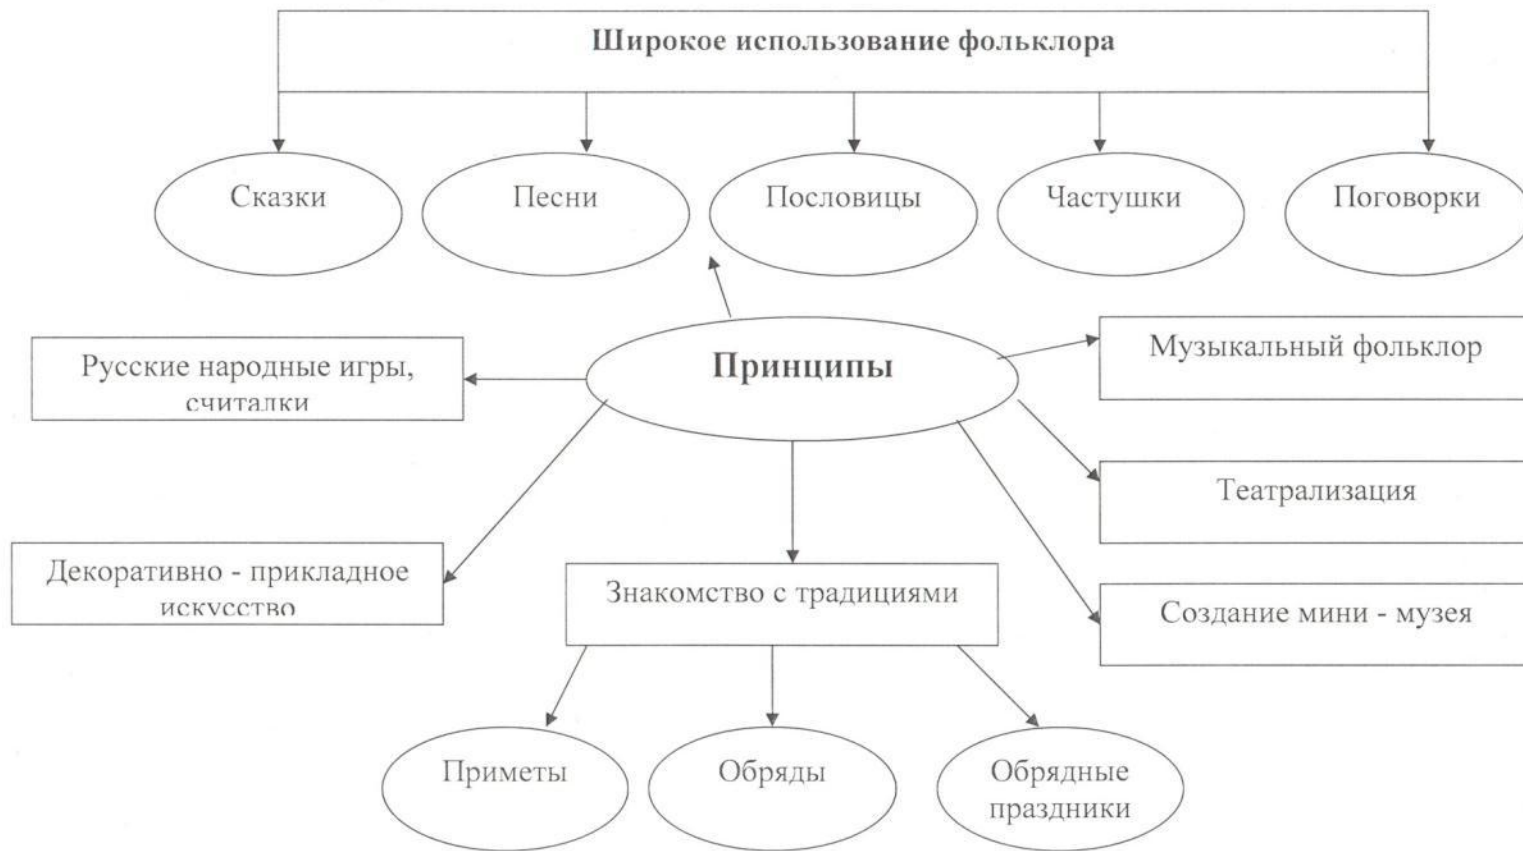 Широкое использование фольклора
Сказки
Песни
Пословицы
Частушки
Поговорки
Принципы
Русские народные игры,
считалки
Музыкальный фольклор
Театрализация
Декоративно - прикладное
искусство
Знакомство с традициями
Создание мини - музея
Приметы
Обряды
Обрядные
праздники